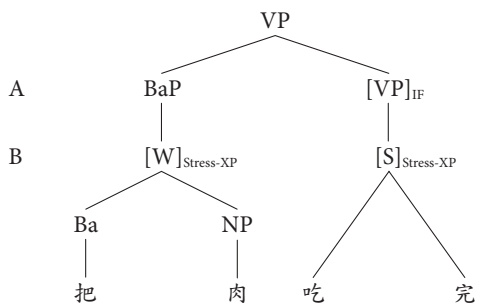 VP
A BaP [VP]IF
B [W]Stress-XP [S]Stress-XP
Ba NP
把 肉 吃 完